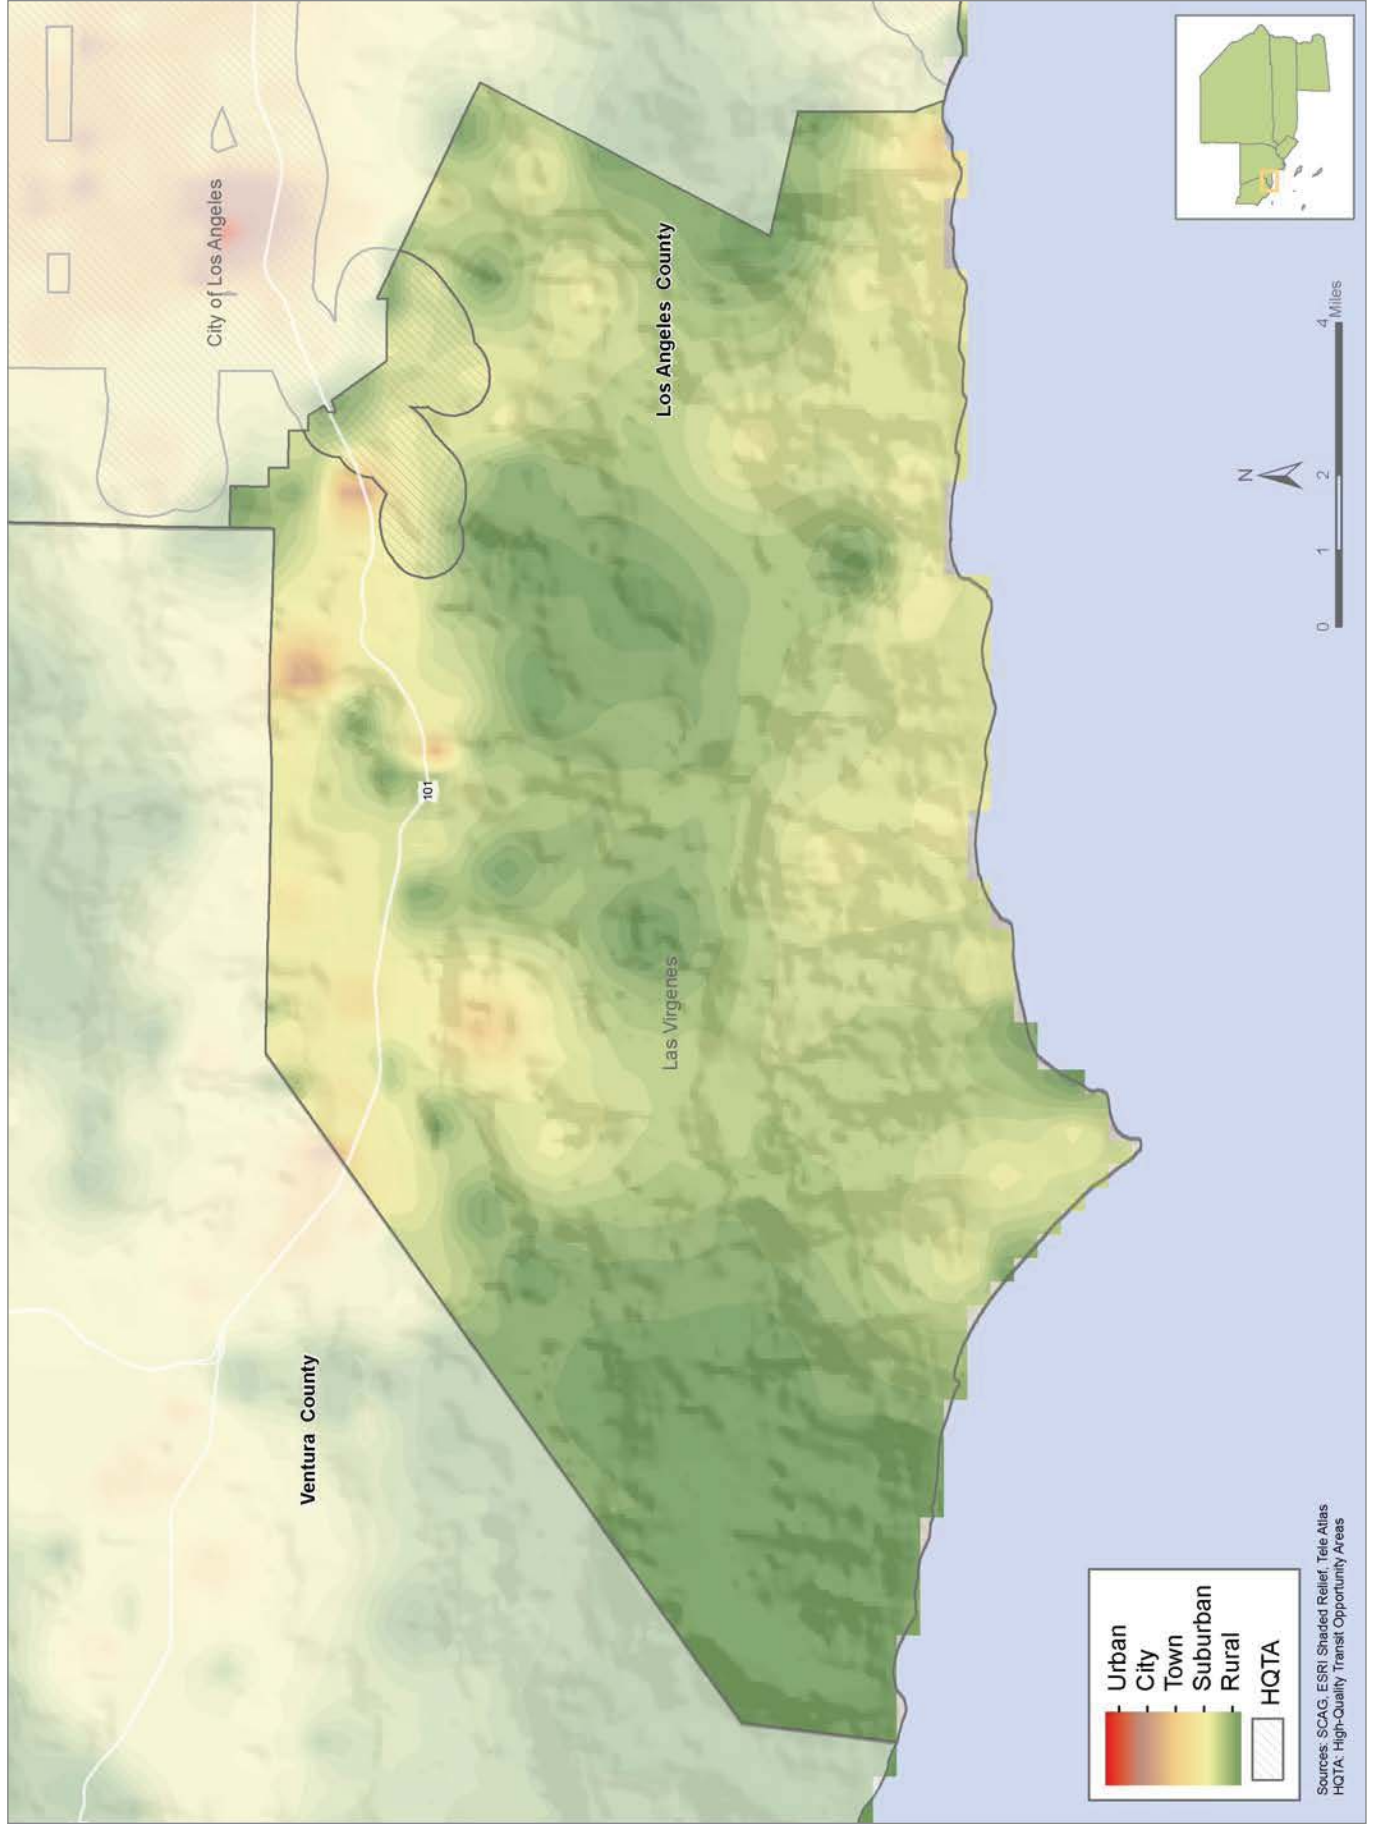 City of Los Angeles
Los Angeles County
Ventura County
Las Virgenes
101
N
0 1 2 4
Miles
Urban
City
Town
Suburban
Rural
HQTA
Sources: SCAG, ESRI Shaded Relief, Tele Atlas
HQTA: High-Quality Transit Opportunity Areas